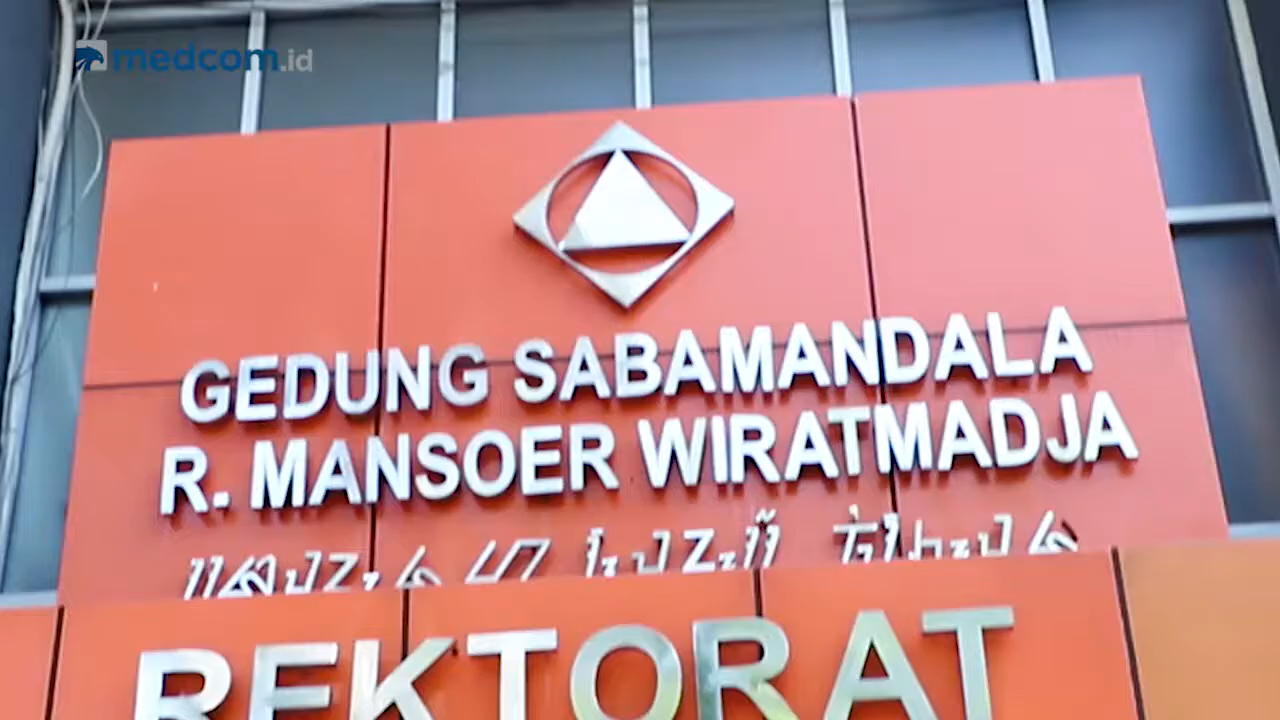 medcom.id
GEDUNG SABAMANDALA
R. MANSOER WIRATMADJA
REKTORAT